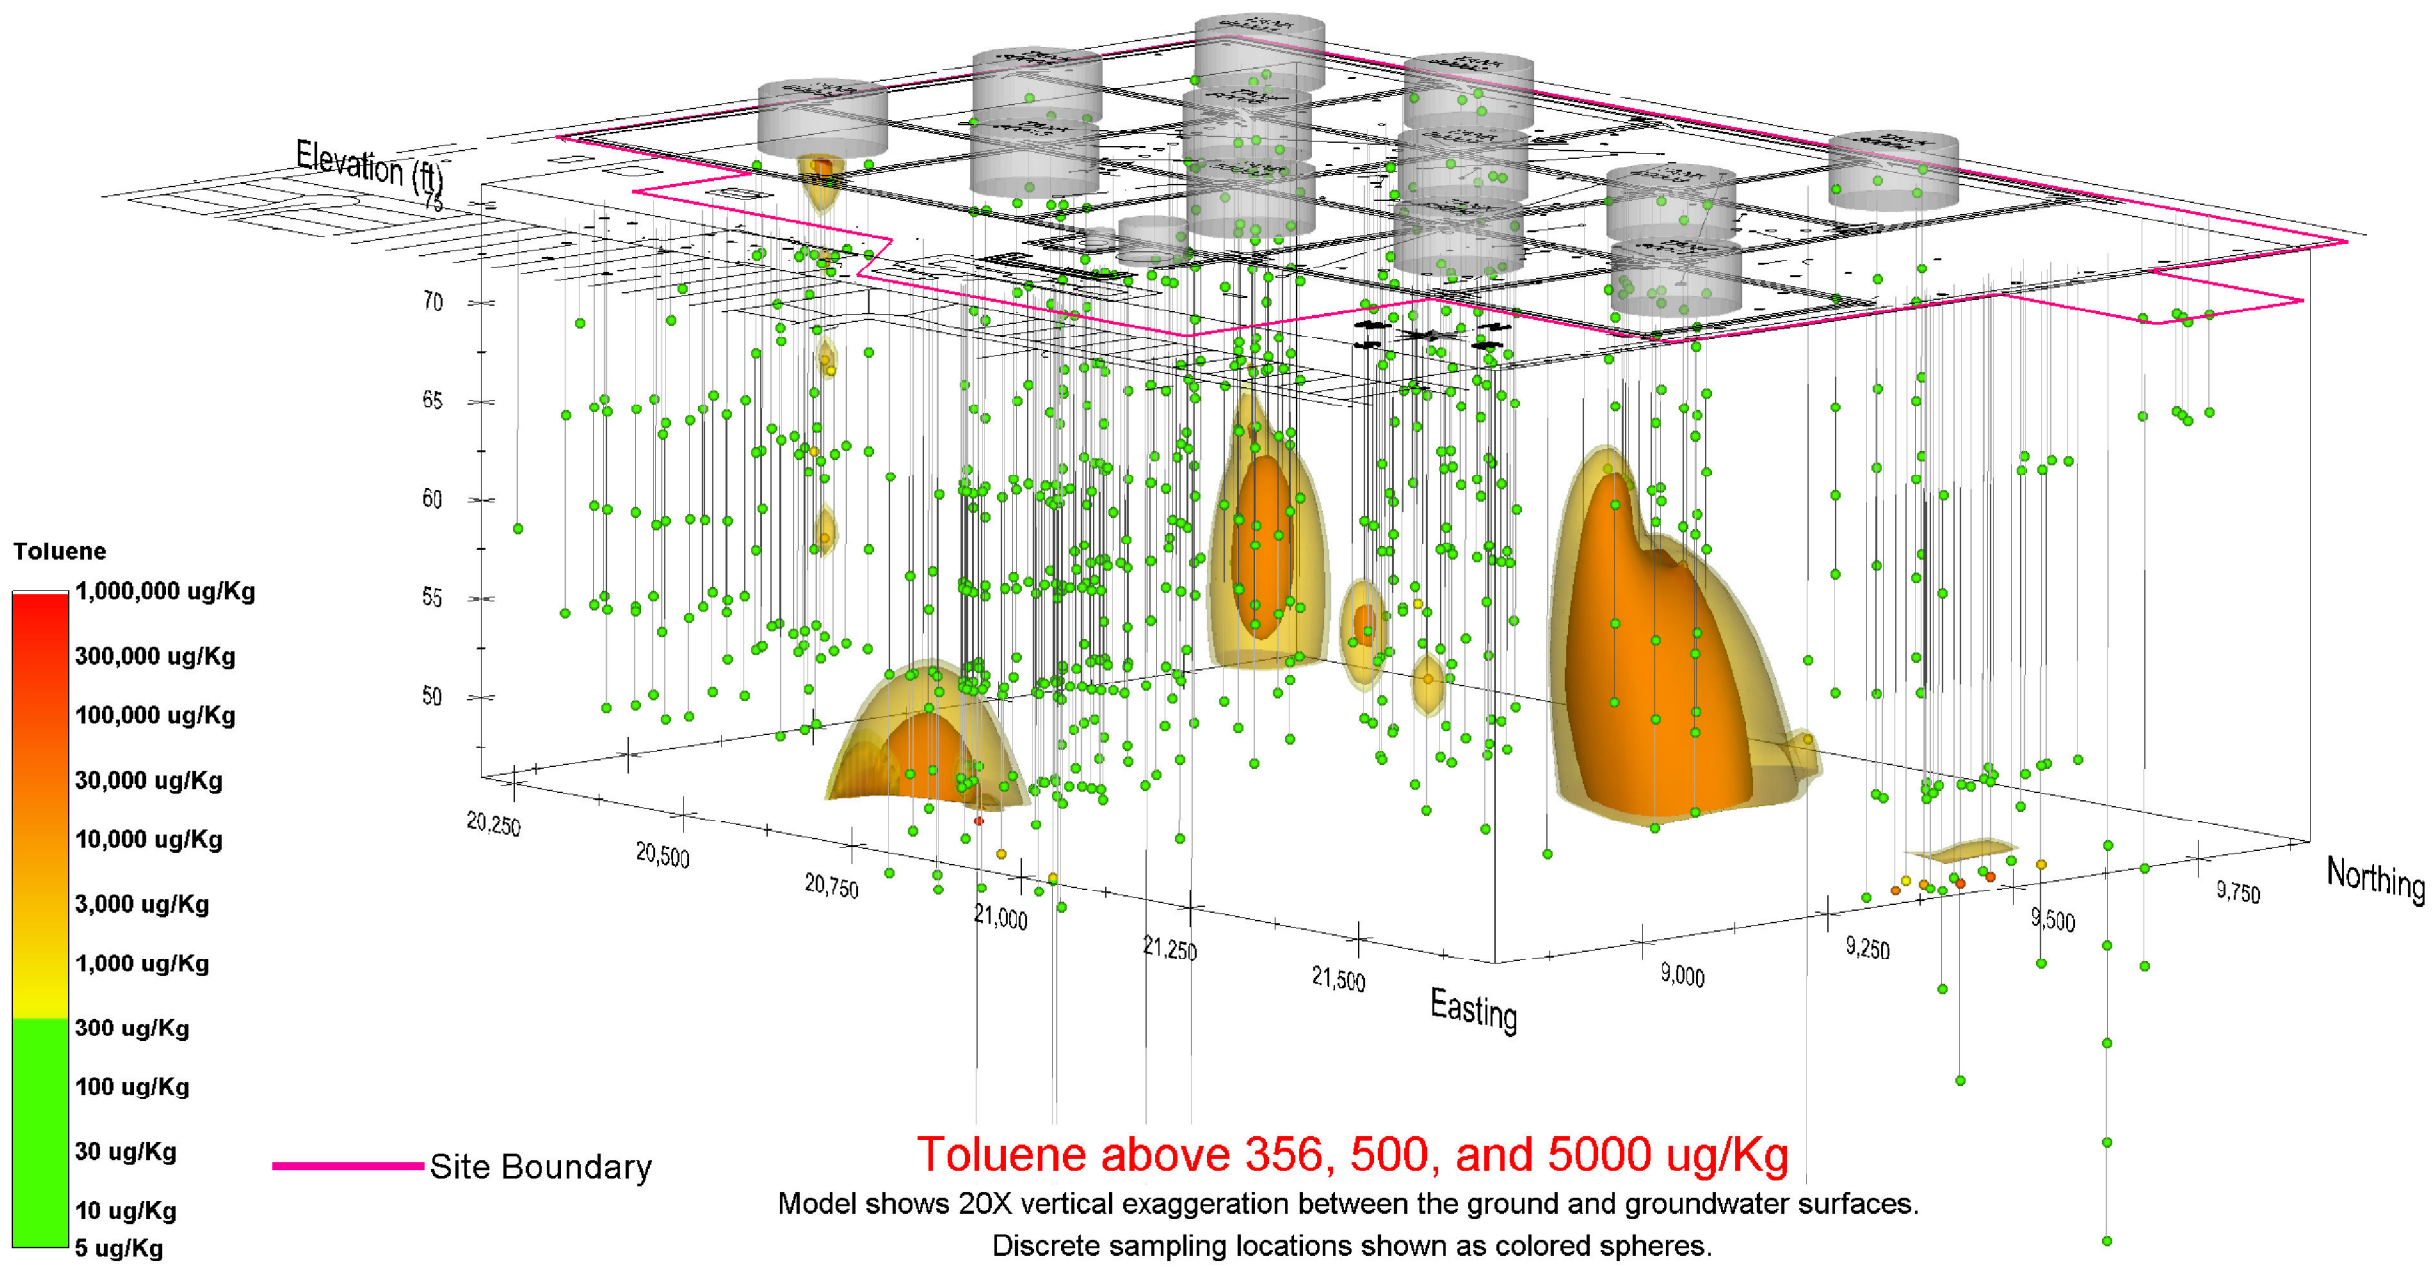 Elevation (ft)
75
70
65
60
55
50
Toluene
1,000,000 ug/Kg
300,000 ug/Kg
100,000 ug/Kg
30,000 ug/Kg
10,000 ug/Kg
3,000 ug/Kg
1,000 ug/Kg
300 ug/Kg
100 ug/Kg
30 ug/Kg
10 ug/Kg
5 ug/Kg
20,250
20,500
20,750
21,000
21,250
21,500
Easting
9,000
9,250
9,500
9,750
Northing
Site Boundary
Toluene above 356, 500, and 5000 ug/Kg
Model shows 20X vertical exaggeration between the ground and groundwater surfaces.
Discrete sampling locations shown as colored spheres.